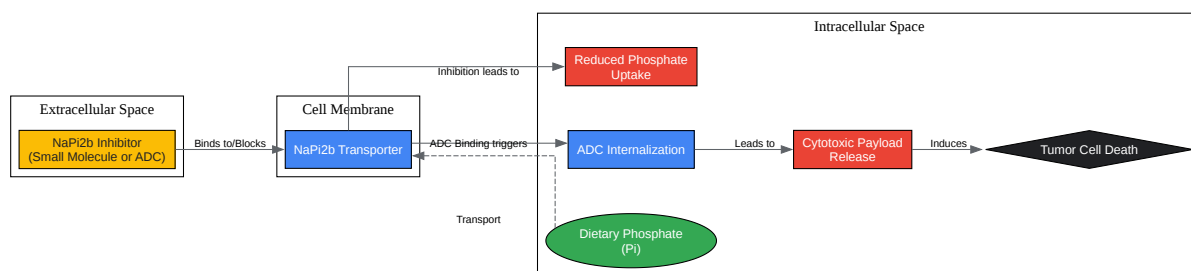 Intracellular Space
Reduced Phosphate
Uptake
Inhibition leads to
Extracellular Space
Cell Membrane
NaPi2b Inhibitor
(Small Molecule or ADC)
Binds to/Blocks
NaPi2b Transporter
ADC Binding triggers
ADC Internalization
Leads to
Cytotoxic Payload
Release
Induces
Tumor Cell Death
Transport
Dietary Phosphate
(Pi)